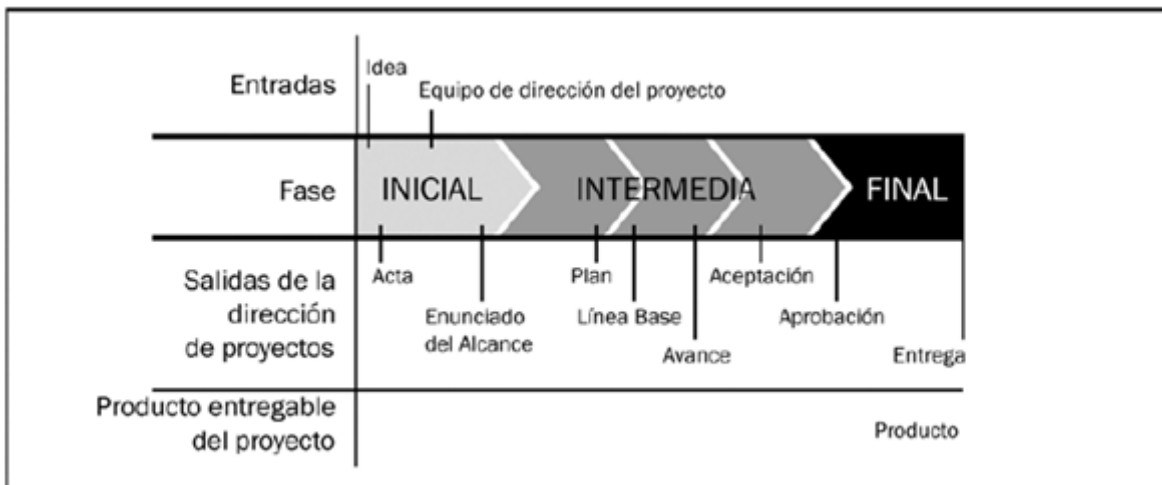 Entradas
Idea
Equipo de dirección del proyecto
Fase
INICIAL
INTERMEDIA
FINAL
Salidas de la
dirección
de proyectos
Acta
Enunciado
del Alcance
Plan
Línea Base
Avance
Aceptación
Aprobación
Entrega
Producto entregable
del proyecto
Producto